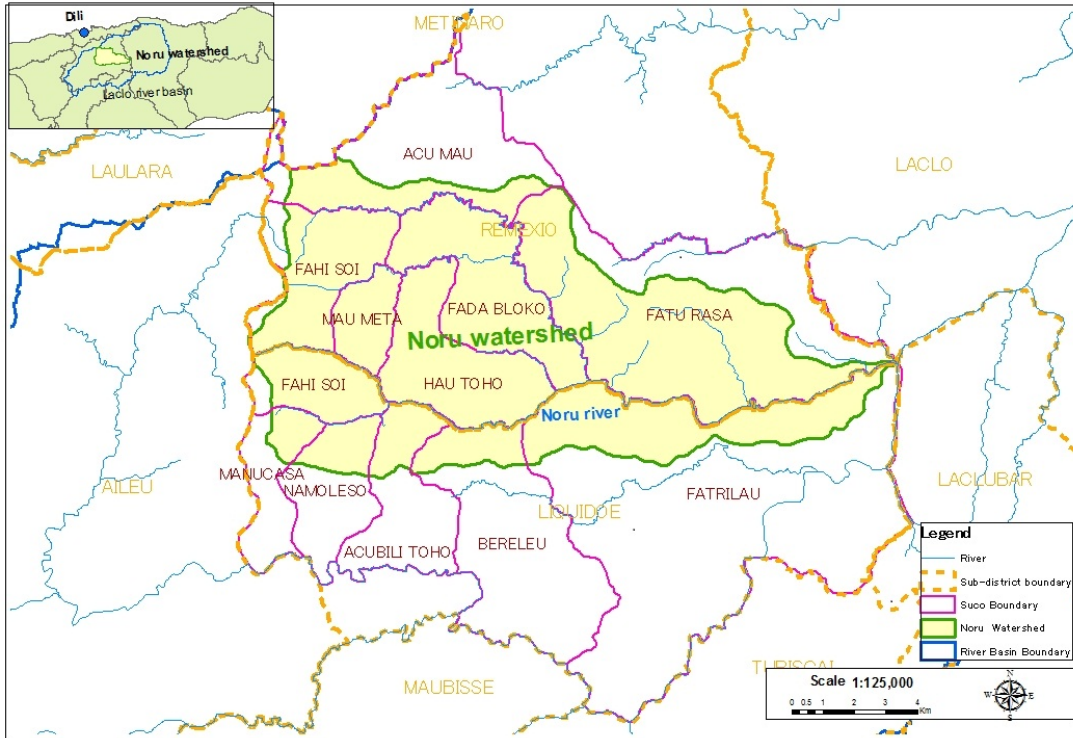 Dili
Noru watershed
Laclo river basin
METINARO
ACU MAU
LAULARA
LACLO
REMEXIO
FAHI SOI
FADA BLOKO
MAU META
FATU RASA
Noru watershed
FAHI SOI
HAU TOHO
Noru river
MANUCASA
NAMOLESO
AILEU
FATRILAU
LACLUBAR
LIQUIDOE
ACUBILI TOHO
BERELEU
MAUBISSE
TURISCAI
Legend
River
Sub-district boundary
Suco Boundary
Noru Watershed
River Basin Boundary
Scale 1:125,000
0 0.5 1 2 3 4
Km
N
W E
S